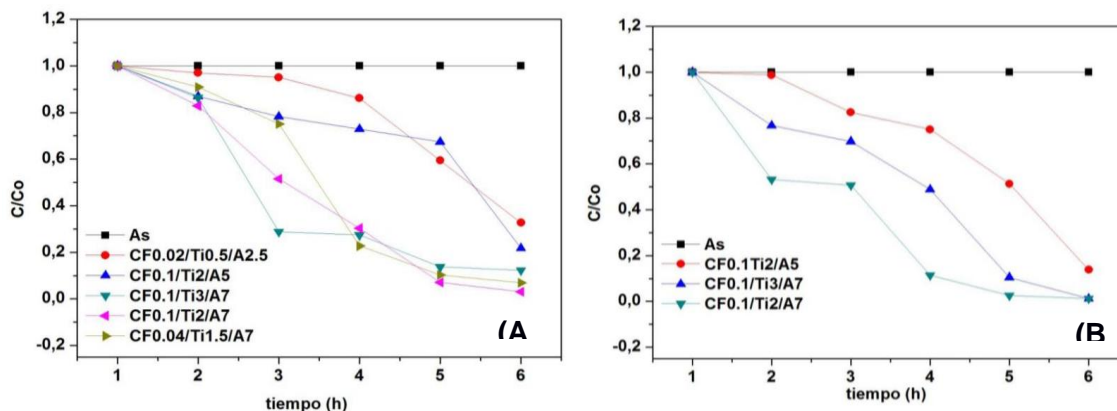 1,2
1,0
0,8
0,6
0,4
0,2
0,0
-0,2
C/Co
As
CF0.02/Ti0.5/A2.5
CF0.1/Ti2/A5
CF0.1/Ti3/A7
CF0.1/Ti2/A7
CF0.04/Ti1.5/A7
(A
1 2 3 4 5 6
tiempo (h)
1,2
1,0
0,8
0,6
0,4
0,2
0,0
-0,2
C/Co
As
CF0.1Ti2/A5
CF0.1/Ti3/A7
CF0.1/Ti2/A7
(B
1 2 3 4 5 6
tiempo (h)